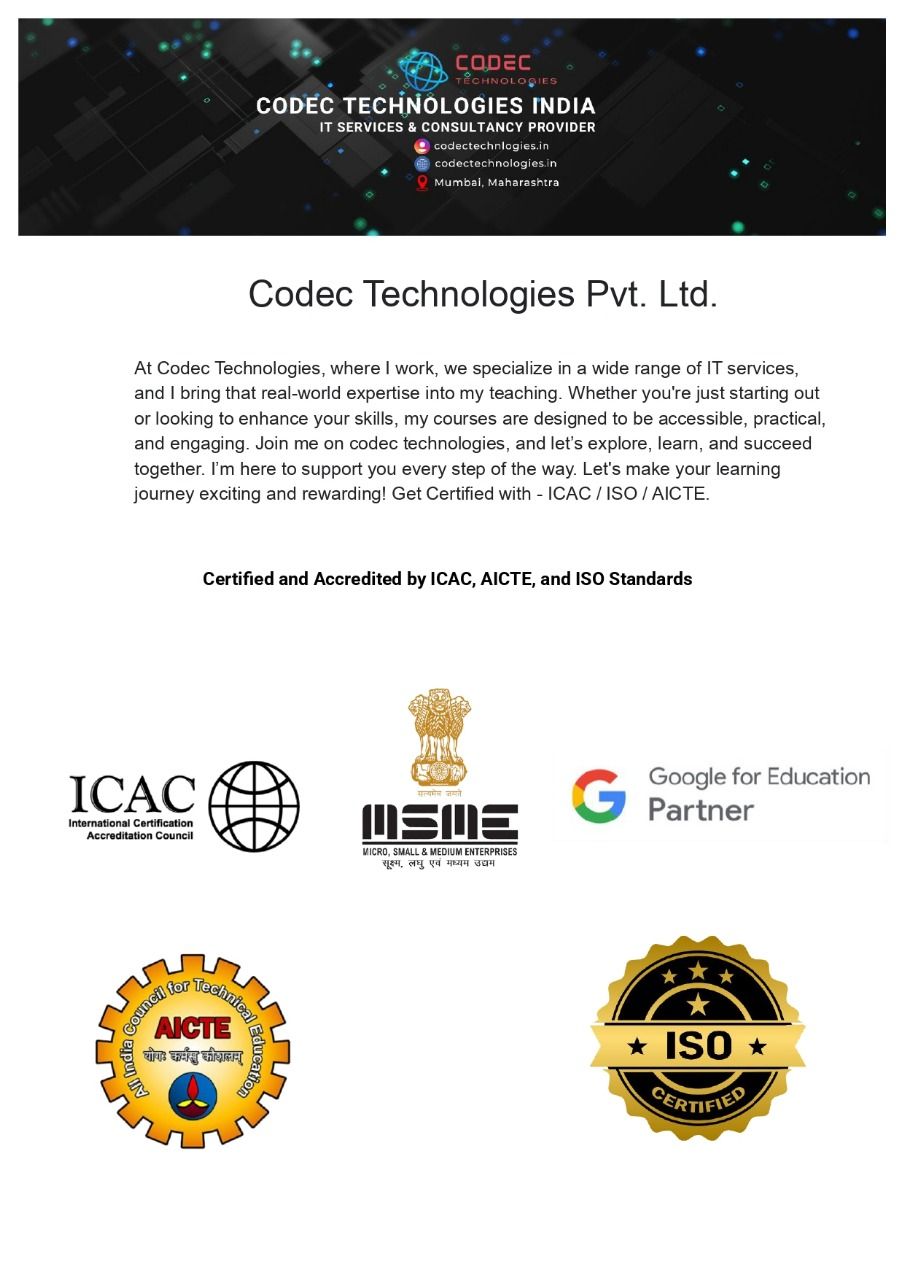 CODEC
TECHNOLOGIES
CODEC TECHNOLOGIES INDIA
IT SERVICES & CONSULTANCY PROVIDER
codectechnlogies.in
codectechnologies.in
Mumbai, Maharashtra
Codec Technologies Pvt. Ltd.
At Codec Technologies, where I work, we specialize in a wide range of IT services,
and I bring that real-world expertise into my teaching. Whether you're just starting out
or looking to enhance your skills, my courses are designed to be accessible, practical,
and engaging. Join me on codec technologies, and let’s explore, learn, and succeed
together. I’m here to support you every step of the way. Let's make your learning
journey exciting and rewarding! Get Certified with - ICAC / ISO / AICTE.
Certified and Accredited by ICAC, AICTE, and ISO Standards
ICAC
International Certification
Accreditation Council
सत्यमेव जयते
MSME
MICRO, SMALL & MEDIUM ENTERPRISES
सूक्ष्म, लघु एवं मध्यम उद्यम
Google for Education
Partner
All India Council for Technical Education
AICTE
योगः कर्मसु कौशलम्
ISO
CERTIFIED